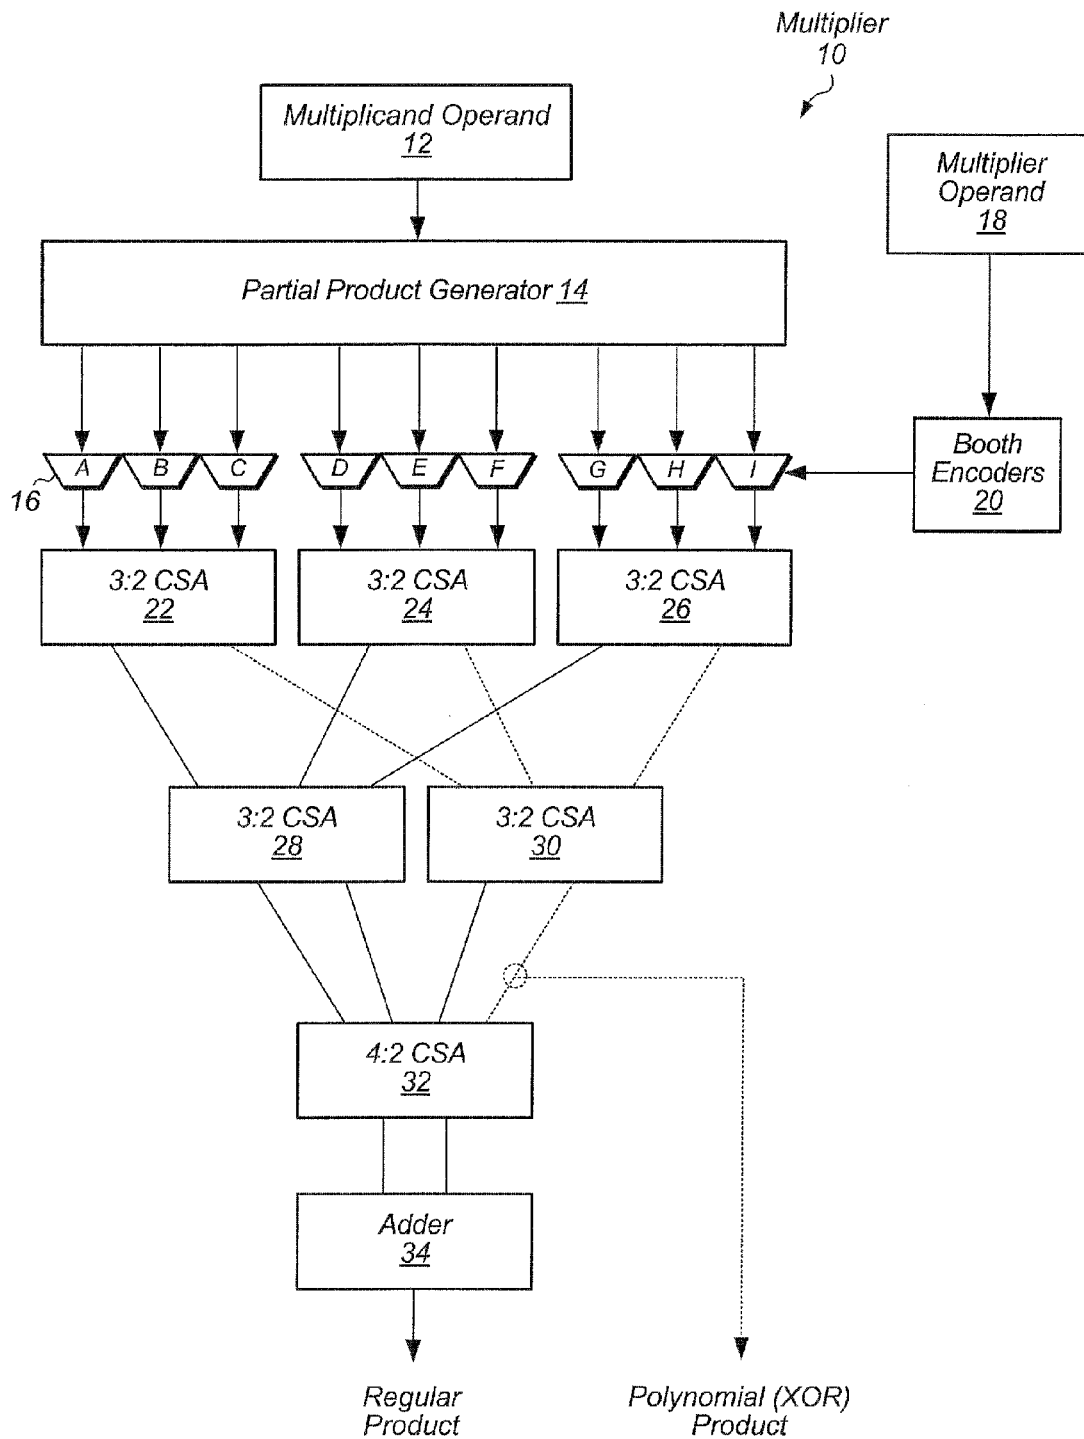 Multiplier
10
Multiplicand Operand
12
Multiplier
Operand
18
Partial Product Generator 14
A B C D E F G H I
16
Booth
Encoders
20
3:2 CSA
22
3:2 CSA
24
3:2 CSA
26
3:2 CSA
28
3:2 CSA
30
4:2 CSA
32
Adder
34
Regular
Product
Polynomial (XOR)
Product